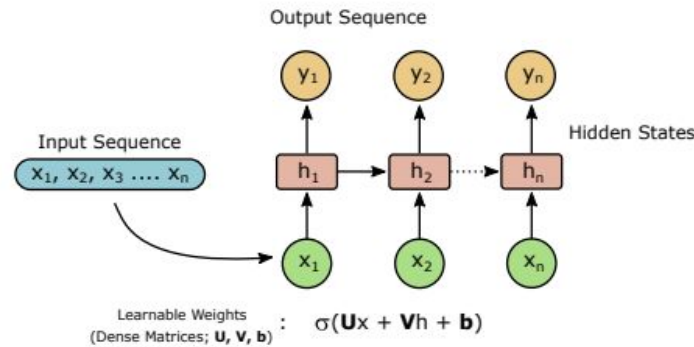 Output Sequence
y₁ y₂ yₙ
Input Sequence
Hidden States
x₁, x₂, x₃ .... xₙ
h₁ h₂ hₙ
x₁ x₂ xₙ
Learnable Weights
(Dense Matrices; U, V, b) : σ(Ux + Vh + b)